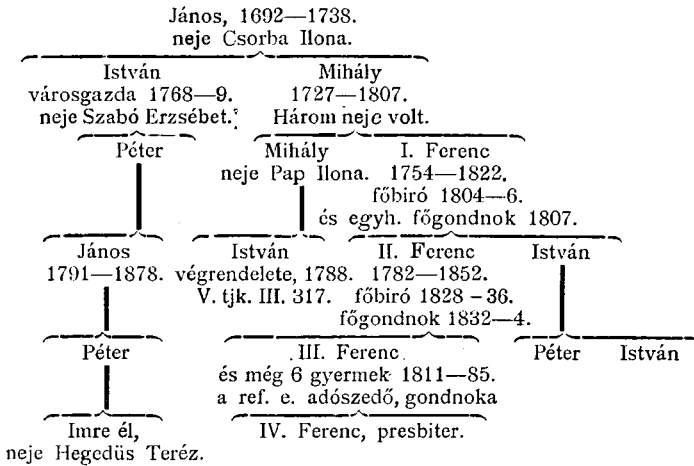 János, 1692—1738.
neje Csorba Ilona.
István Mihály
városgazda 1768—9. 1727—1807.
neje Szabó Erzsébet. Három neje volt.
Péter Mihály I. Ferenc
neje Pap Ilona. 1754—1822.
főbiró 1804—6.
és egyh. főgondnok 1807.
János István II. Ferenc István
1791—1878. végrendelete, 1788. 1782—1852.
V. tjk. III. 317. főbiró 1828-36.
főgondnok 1832—4.
Péter III. Ferenc Péter István
és még 6 gyermek 1811—85.
a ref. e. adószedő, gondnoka
Imre él, IV. Ferenc, presbiter.
neje Hegedüs Teréz.